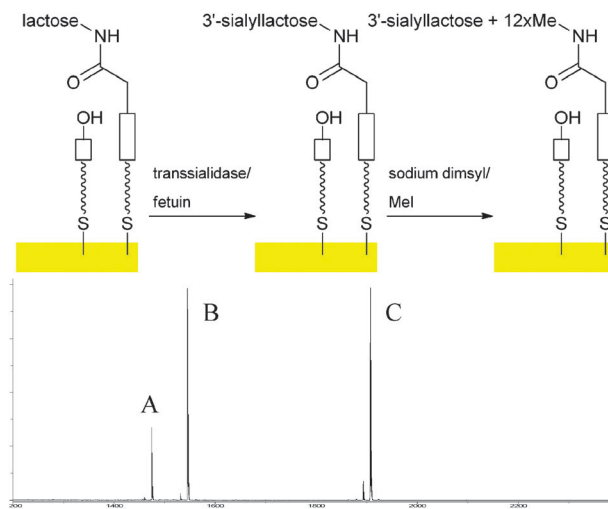 lactose
NH
O
OH
S
S
transsialidase/
fetuin
3'-sialyllactose
NH
O
OH
S
S
sodium dimsyl/
MeI
3'-sialyllactose + 12xMe
NH
O
OH
S
S
A
B
C
200
1400
1600
1800
2000
2200